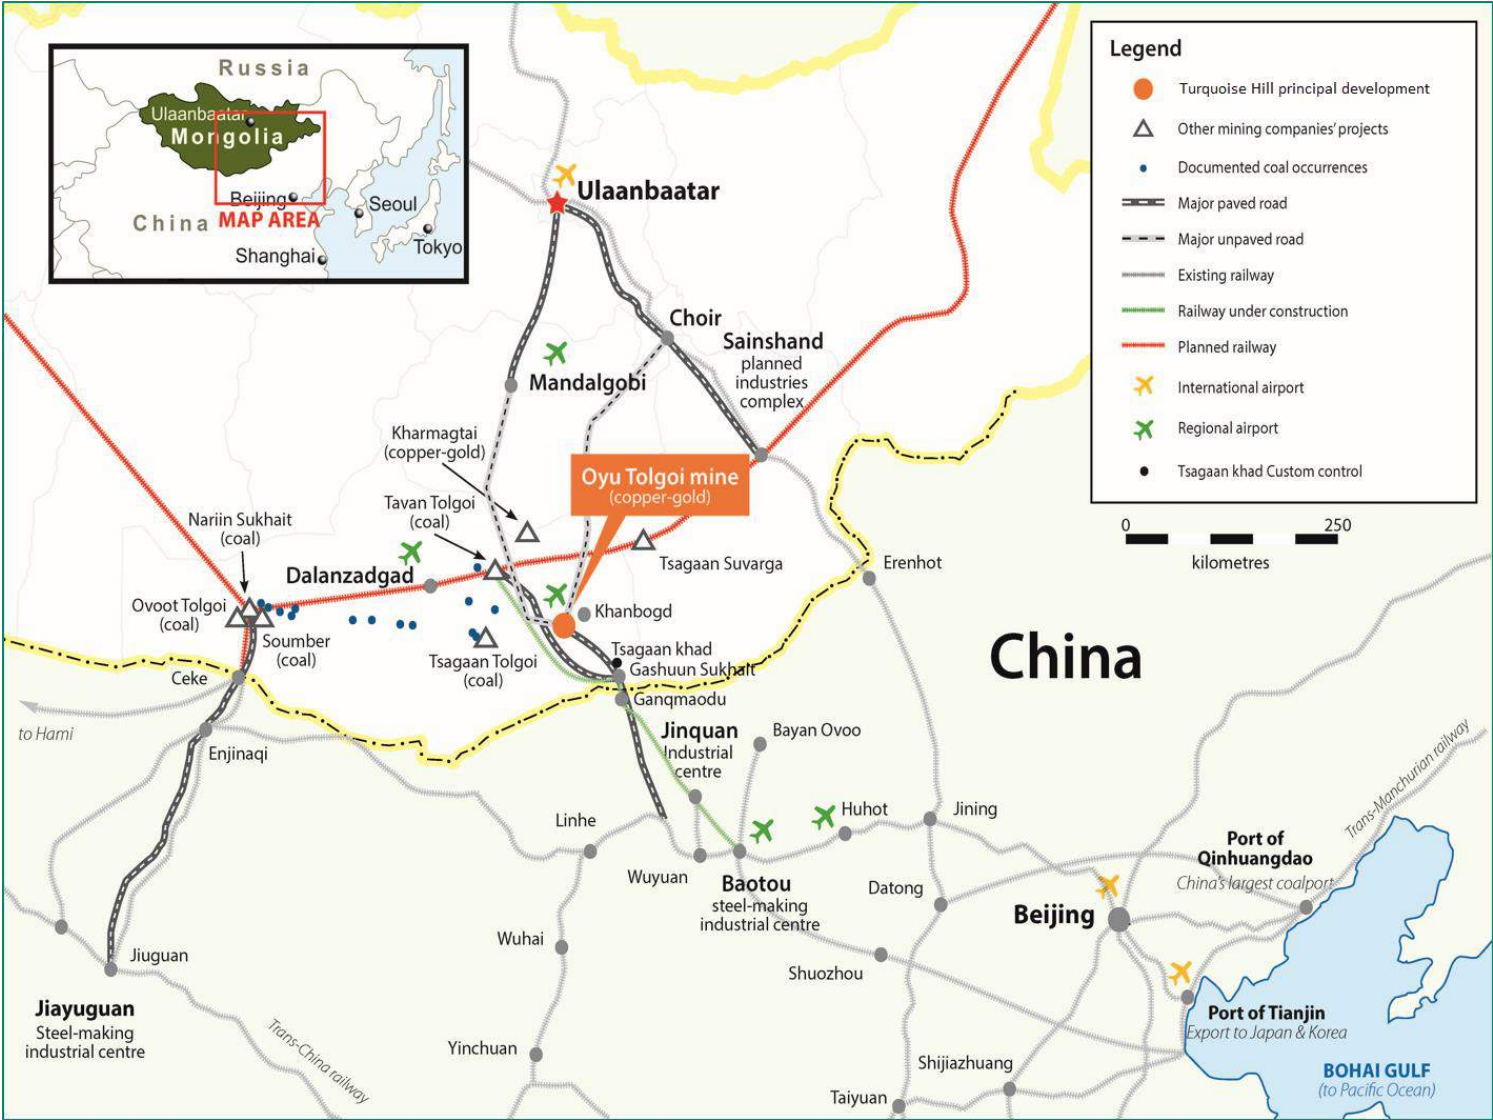 Russia
Ulaanbaatar
Mongolia
Beijing
Seoul
China
MAP AREA
Tokyo
Shanghai
Legend
Turquoise Hill principal development
Other mining companies' projects
Documented coal occurrences
Major paved road
Major unpaved road
Existing railway
Railway under construction
Planned railway
International airport
Regional airport
Tsagaan khad Custom control
0
250
kilometres
Ulaanbaatar
Choir
Sainshand
planned
industries
complex
Mandalgobi
Kharmagtai
(copper-gold)
Oyu Tolgoi mine
(copper-gold)
Tavan Tolgoi
(coal)
Nariin Sukhait
(coal)
Tsagaan Suvarga
Erenhot
Dalanzadgad
Ovoot Tolgoi
(coal)
Khanbogd
Soumber
(coal)
Tsagaan Tolgoi
(coal)
Tsagaan khad
Gashuun Sukhait
Ceke
Ganqmaodu
China
to Hami
Enjinaqi
Jinquan
Industrial
centre
Bayan Ovoo
Linhe
Huhot
Jining
Trans-Manchurian railway
Port of
Qinhuangdao
China's largest coalport
Wuyuan
Baotou
steel-making
industrial centre
Datong
Beijing
Wuhai
Jiuguan
Shuozhou
Jiayuguan
Steel-making
industrial centre
Trans-China railway
Port of Tianjin
Export to Japan & Korea
Yinchuan
Shijiazhuang
BOHAI GULF
(to Pacific Ocean)
Taiyuan